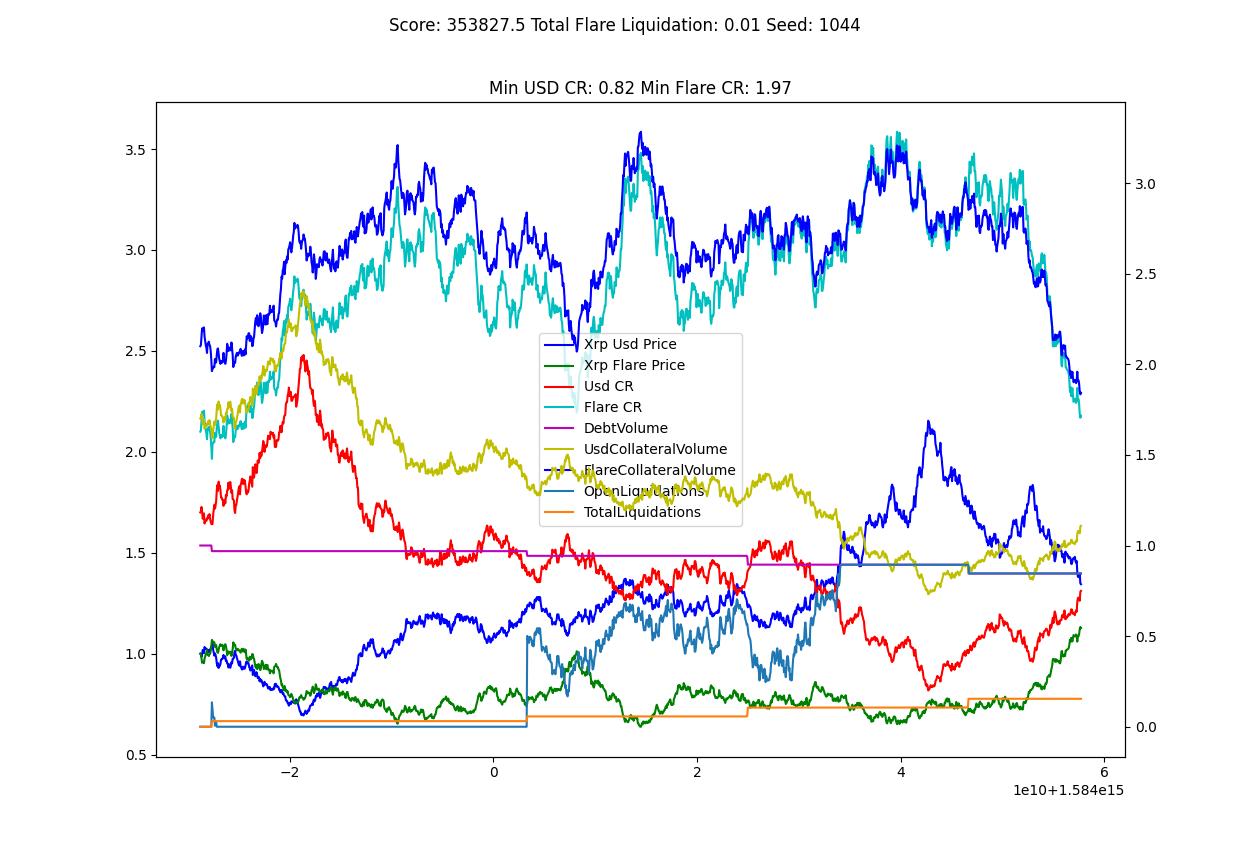 Score: 353827.5 Total Flare Liquidation: 0.01 Seed: 1044
Min USD CR: 0.82 Min Flare CR: 1.97
3.5
3.0
2.5
2.0
1.5
1.0
0.5
3.0
2.5
2.0
1.5
1.0
0.5
0.0
Xrp Usd Price
Xrp Flare Price
Usd CR
Flare CR
DebtVolume
UsdCollateralVolume
FlareCollateralVolume
OpenLiquidations
TotalLiquidations
−2 0 2 4 6
1e10+1.584e15